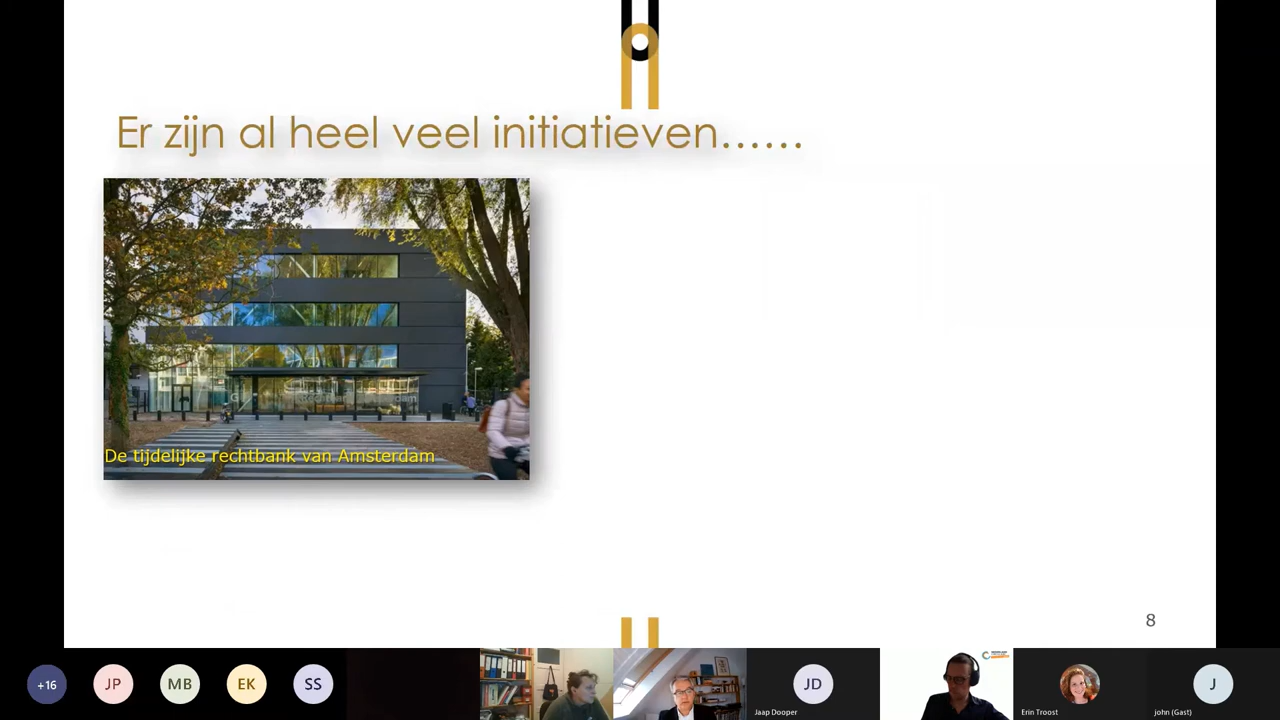 Er zijn al heel veel initiatieven......
De tijdelijke rechtbank van Amsterdam
8
+16
JP
MB
EK
SS
JD
Jaap Dooper
Erin Troost
J
john (Gast)